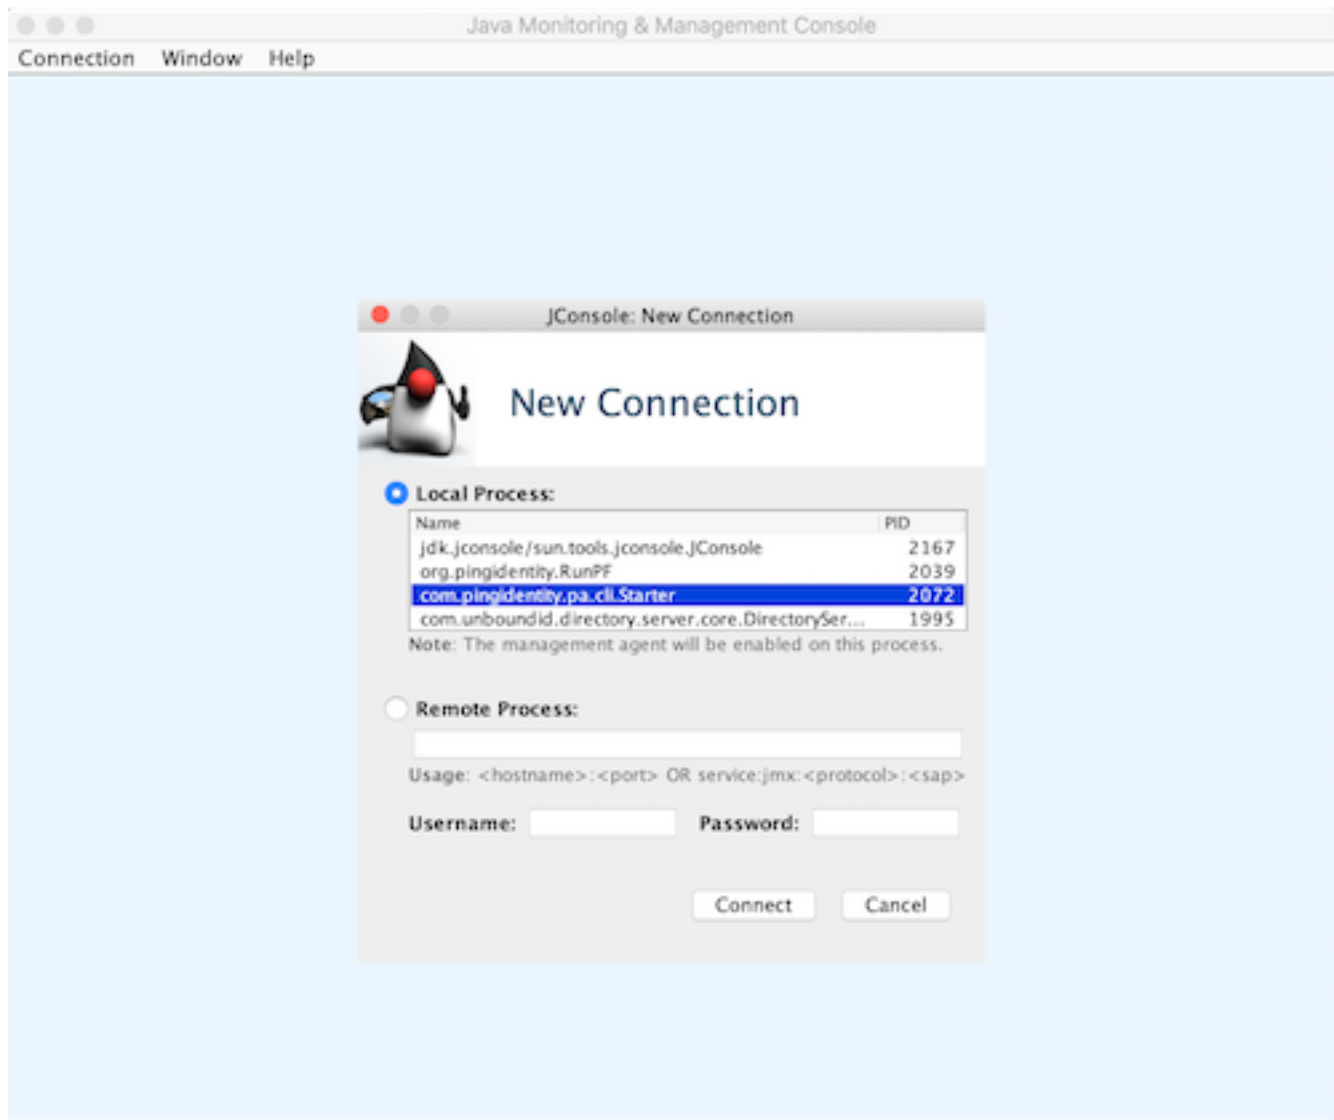 Java Monitoring & Management Console
Connection Window Help
JConsole: New Connection
New Connection
Local Process:
Name PID
jdk.jconsole/sun.tools.jconsole.JConsole 2167
org.pingidentity.RunPF 2039
com.pingidentity.pa.cli.Starter 2072
com.unboundid.directory.server.core.DirectorySer... 1995
Note: The management agent will be enabled on this process.
Remote Process:
Usage: <hostname>:<port> OR service:jmx:<protocol>:<sap>
Username: Password:
Connect Cancel